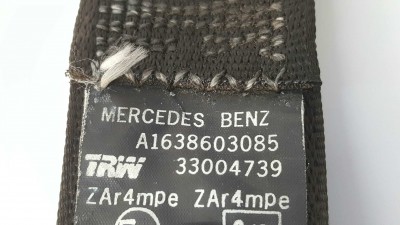 MERCEDES BENZ
A1638603085
TRW 33004739
ZAr4mpe ZAr4mpe